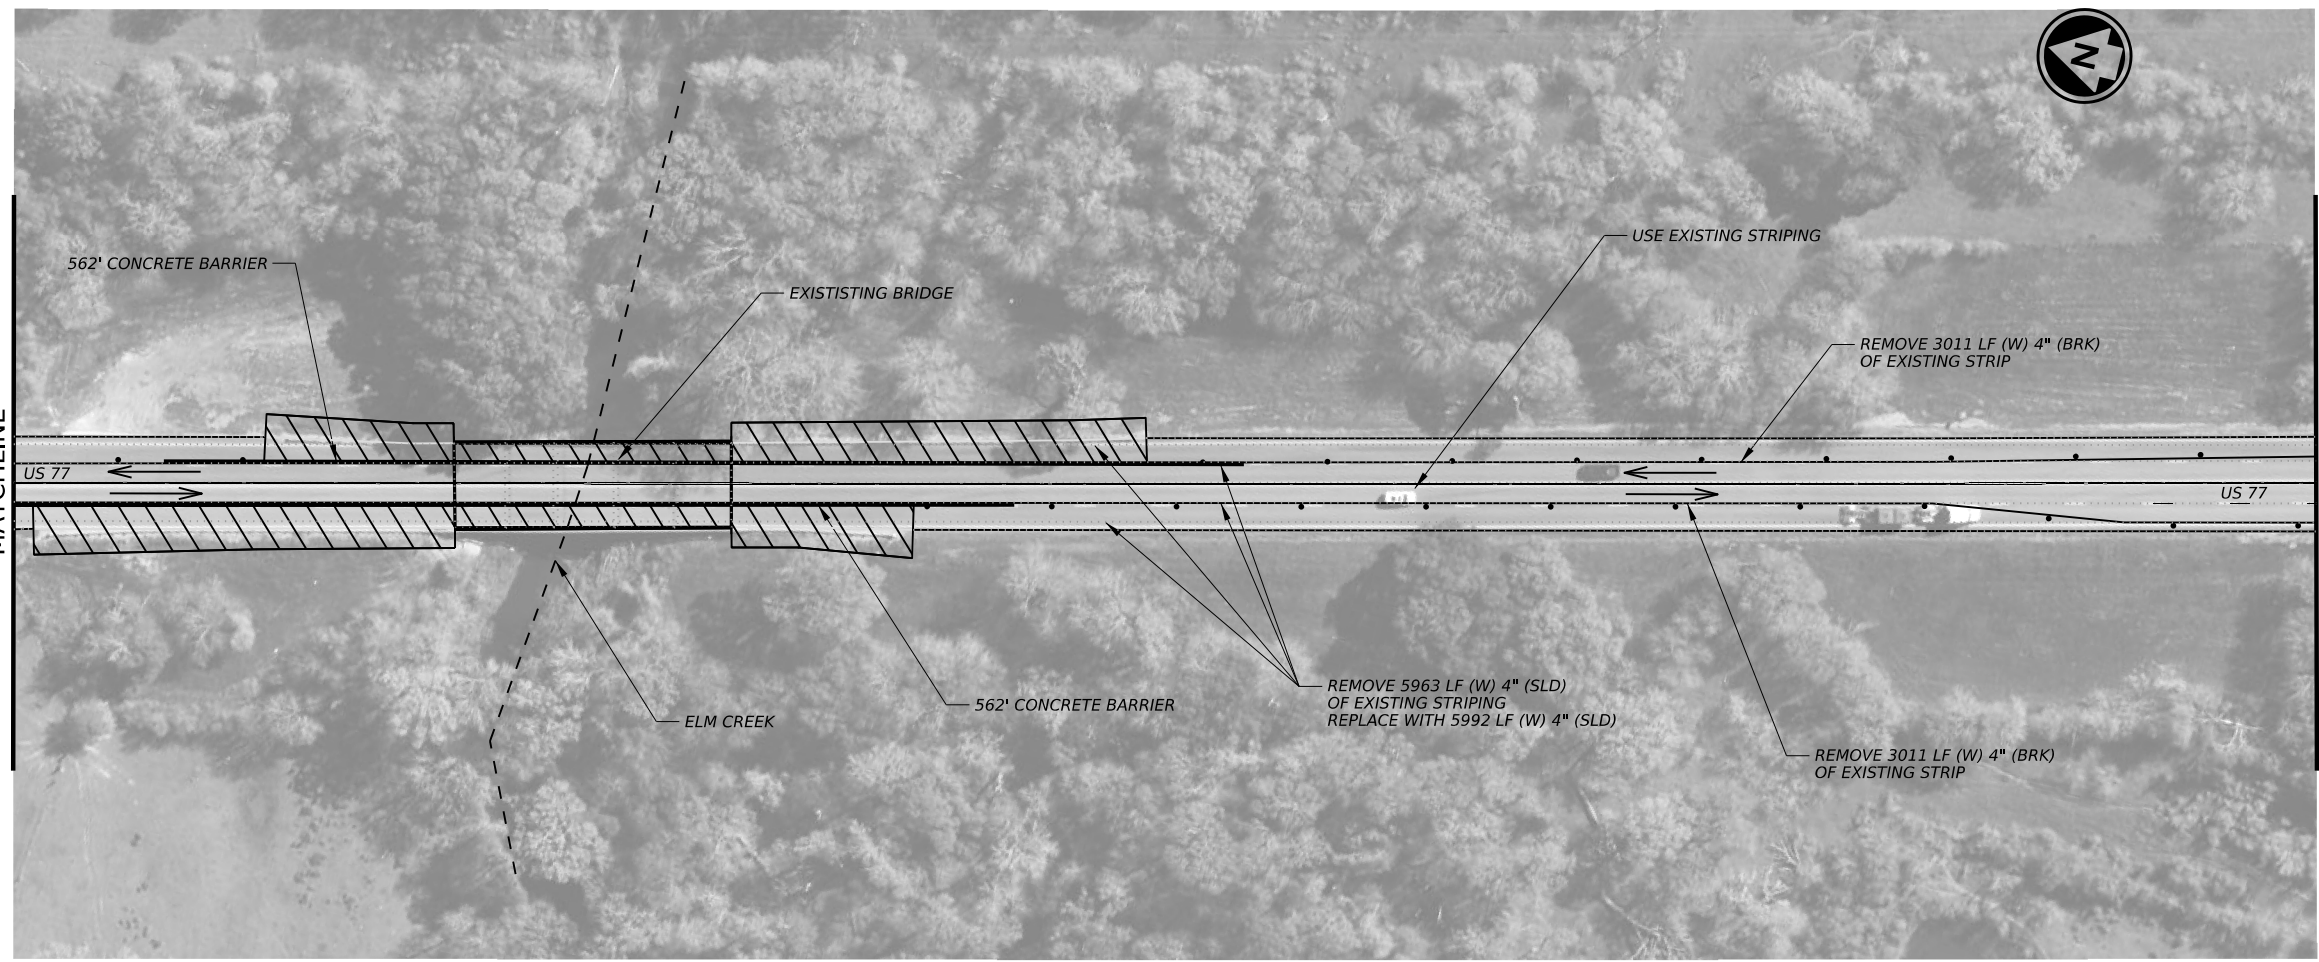 N
562' CONCRETE BARRIER
EXISTISTING BRIDGE
USE EXISTING STRIPING
REMOVE 3011 LF (W) 4" (BRK)
OF EXISTING STRIP
US 77
US 77
562' CONCRETE BARRIER
ELM CREEK
REMOVE 5963 LF (W) 4" (SLD)
OF EXISTING STRIPING
REPLACE WITH 5992 LF (W) 4" (SLD)
REMOVE 3011 LF (W) 4" (BRK)
OF EXISTING STRIP